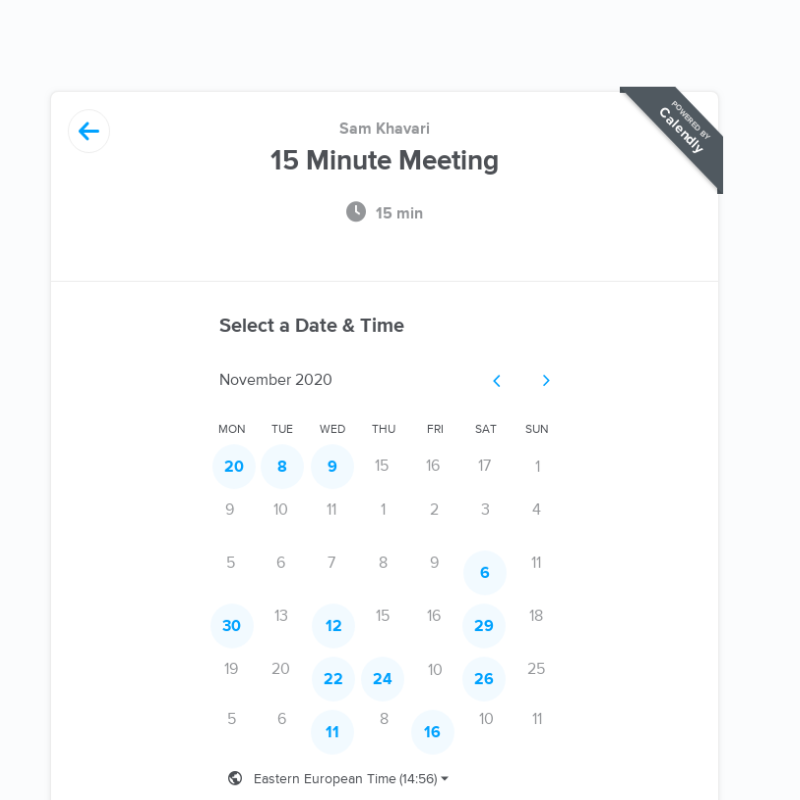 POWERED BY
Calendly
Sam Khavari
15 Minute Meeting
15 min
Select a Date & Time
November 2020
MON TUE WED THU FRI SAT SUN
20 8 9 15 16 17 1
9 10 11 1 2 3 4
5 6 7 8 9 6 11
30 13 12 15 16 29 18
19 20 22 24 10 26 25
5 6 11 8 16 10 11
Eastern European Time (14:56)